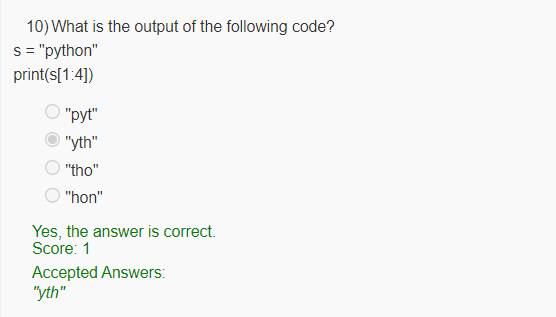 10) What is the output of the following code?
s = "python"
print(s[1:4])
"pyt"
"yth"
"tho"
"hon"
Yes, the answer is correct.
Score: 1
Accepted Answers:
"yth"